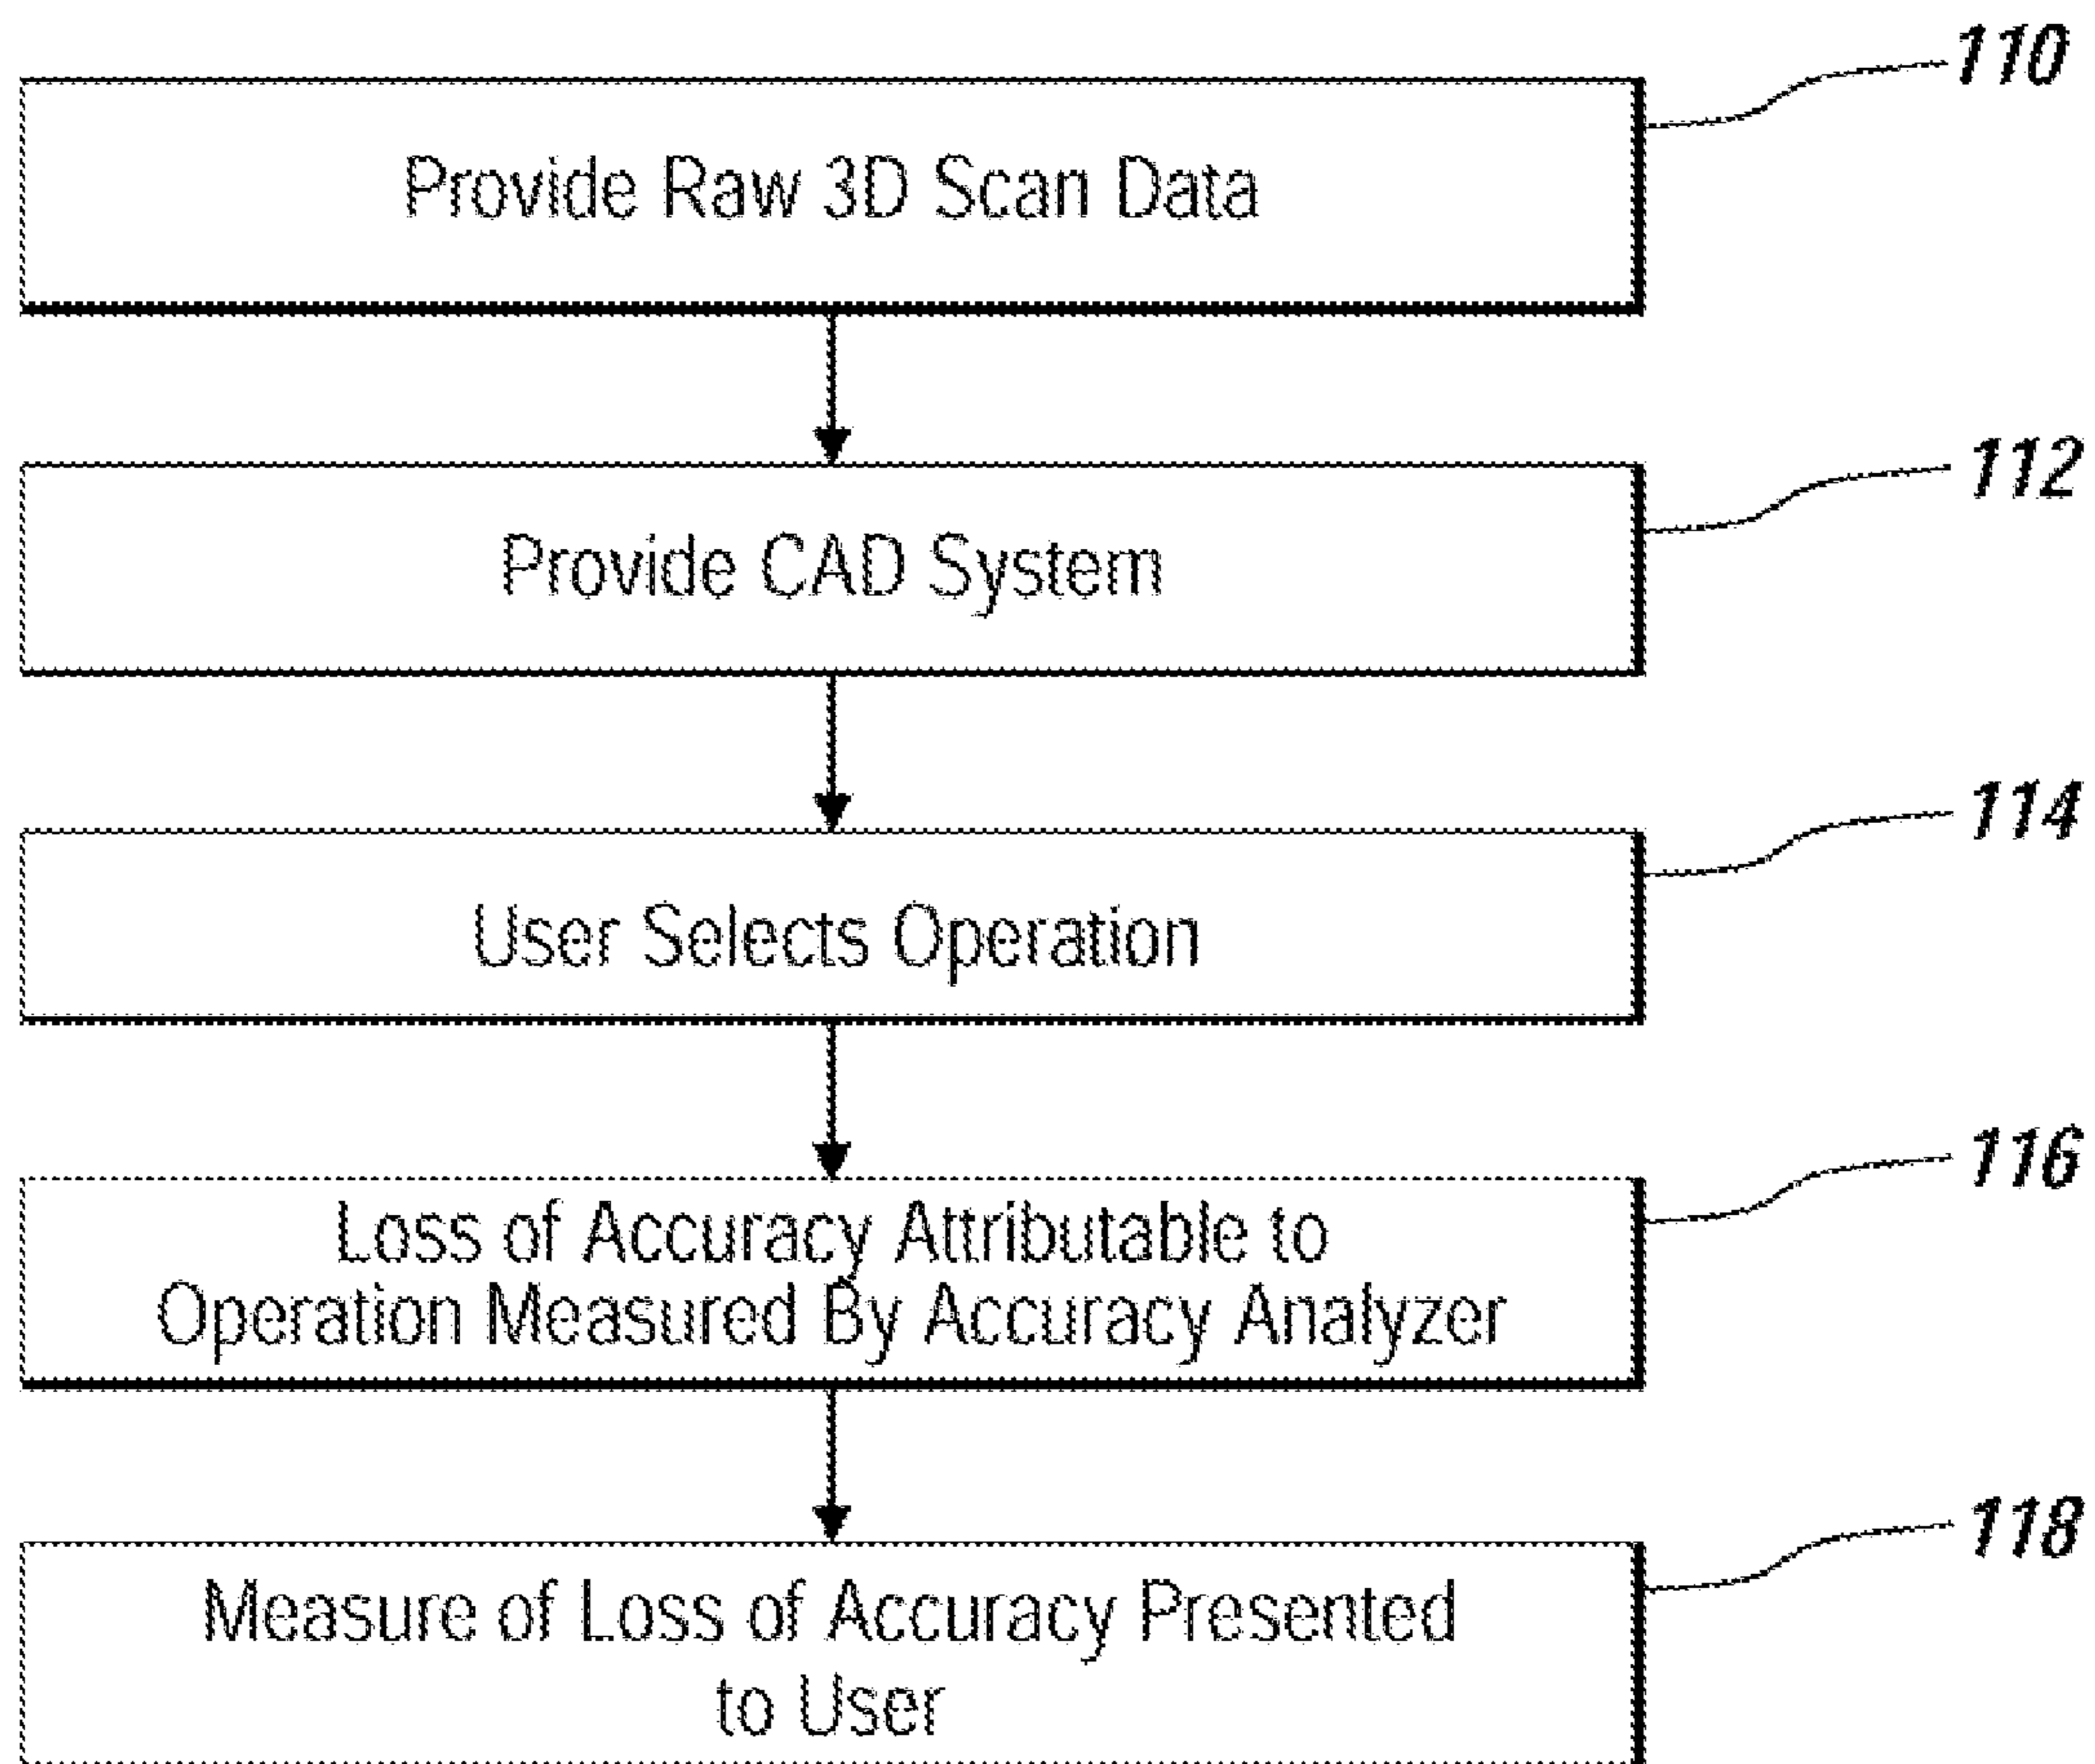 110
Provide Raw 3D Scan Data
112
Provide CAD System
114
User Selects Operation
116
Loss of Accuracy Attributable to
Operation Measured By Accuracy Analyzer
118
Measure of Loss of Accuracy Presented
to User